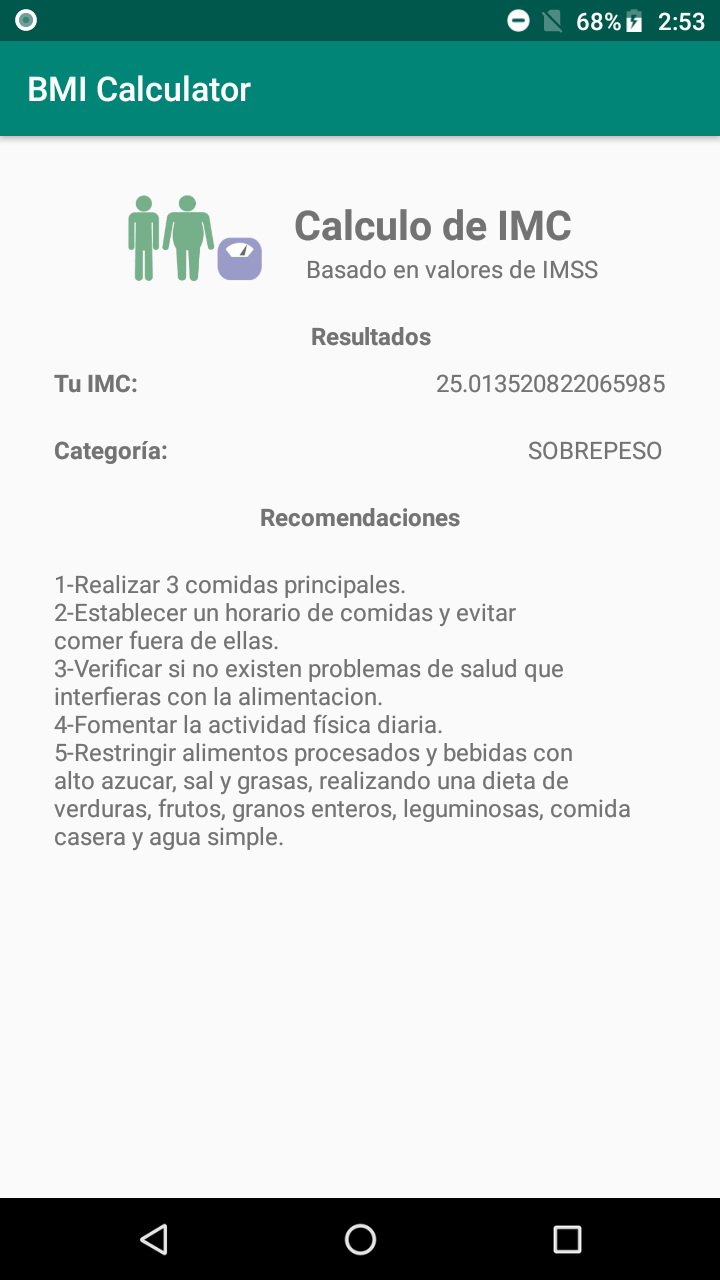 68% 2:53
BMI Calculator
Calculo de IMC
Basado en valores de IMSS
Resultados
Tu IMC: 25.013520822065985
Categoría: SOBREPESO
Recomendaciones
1-Realizar 3 comidas principales.
2-Establecer un horario de comidas y evitar
comer fuera de ellas.
3-Verificar si no existen problemas de salud que
interfieras con la alimentacion.
4-Fomentar la actividad física diaria.
5-Restringir alimentos procesados y bebidas con
alto azucar, sal y grasas, realizando una dieta de
verduras, frutos, granos enteros, leguminosas, comida
casera y agua simple.